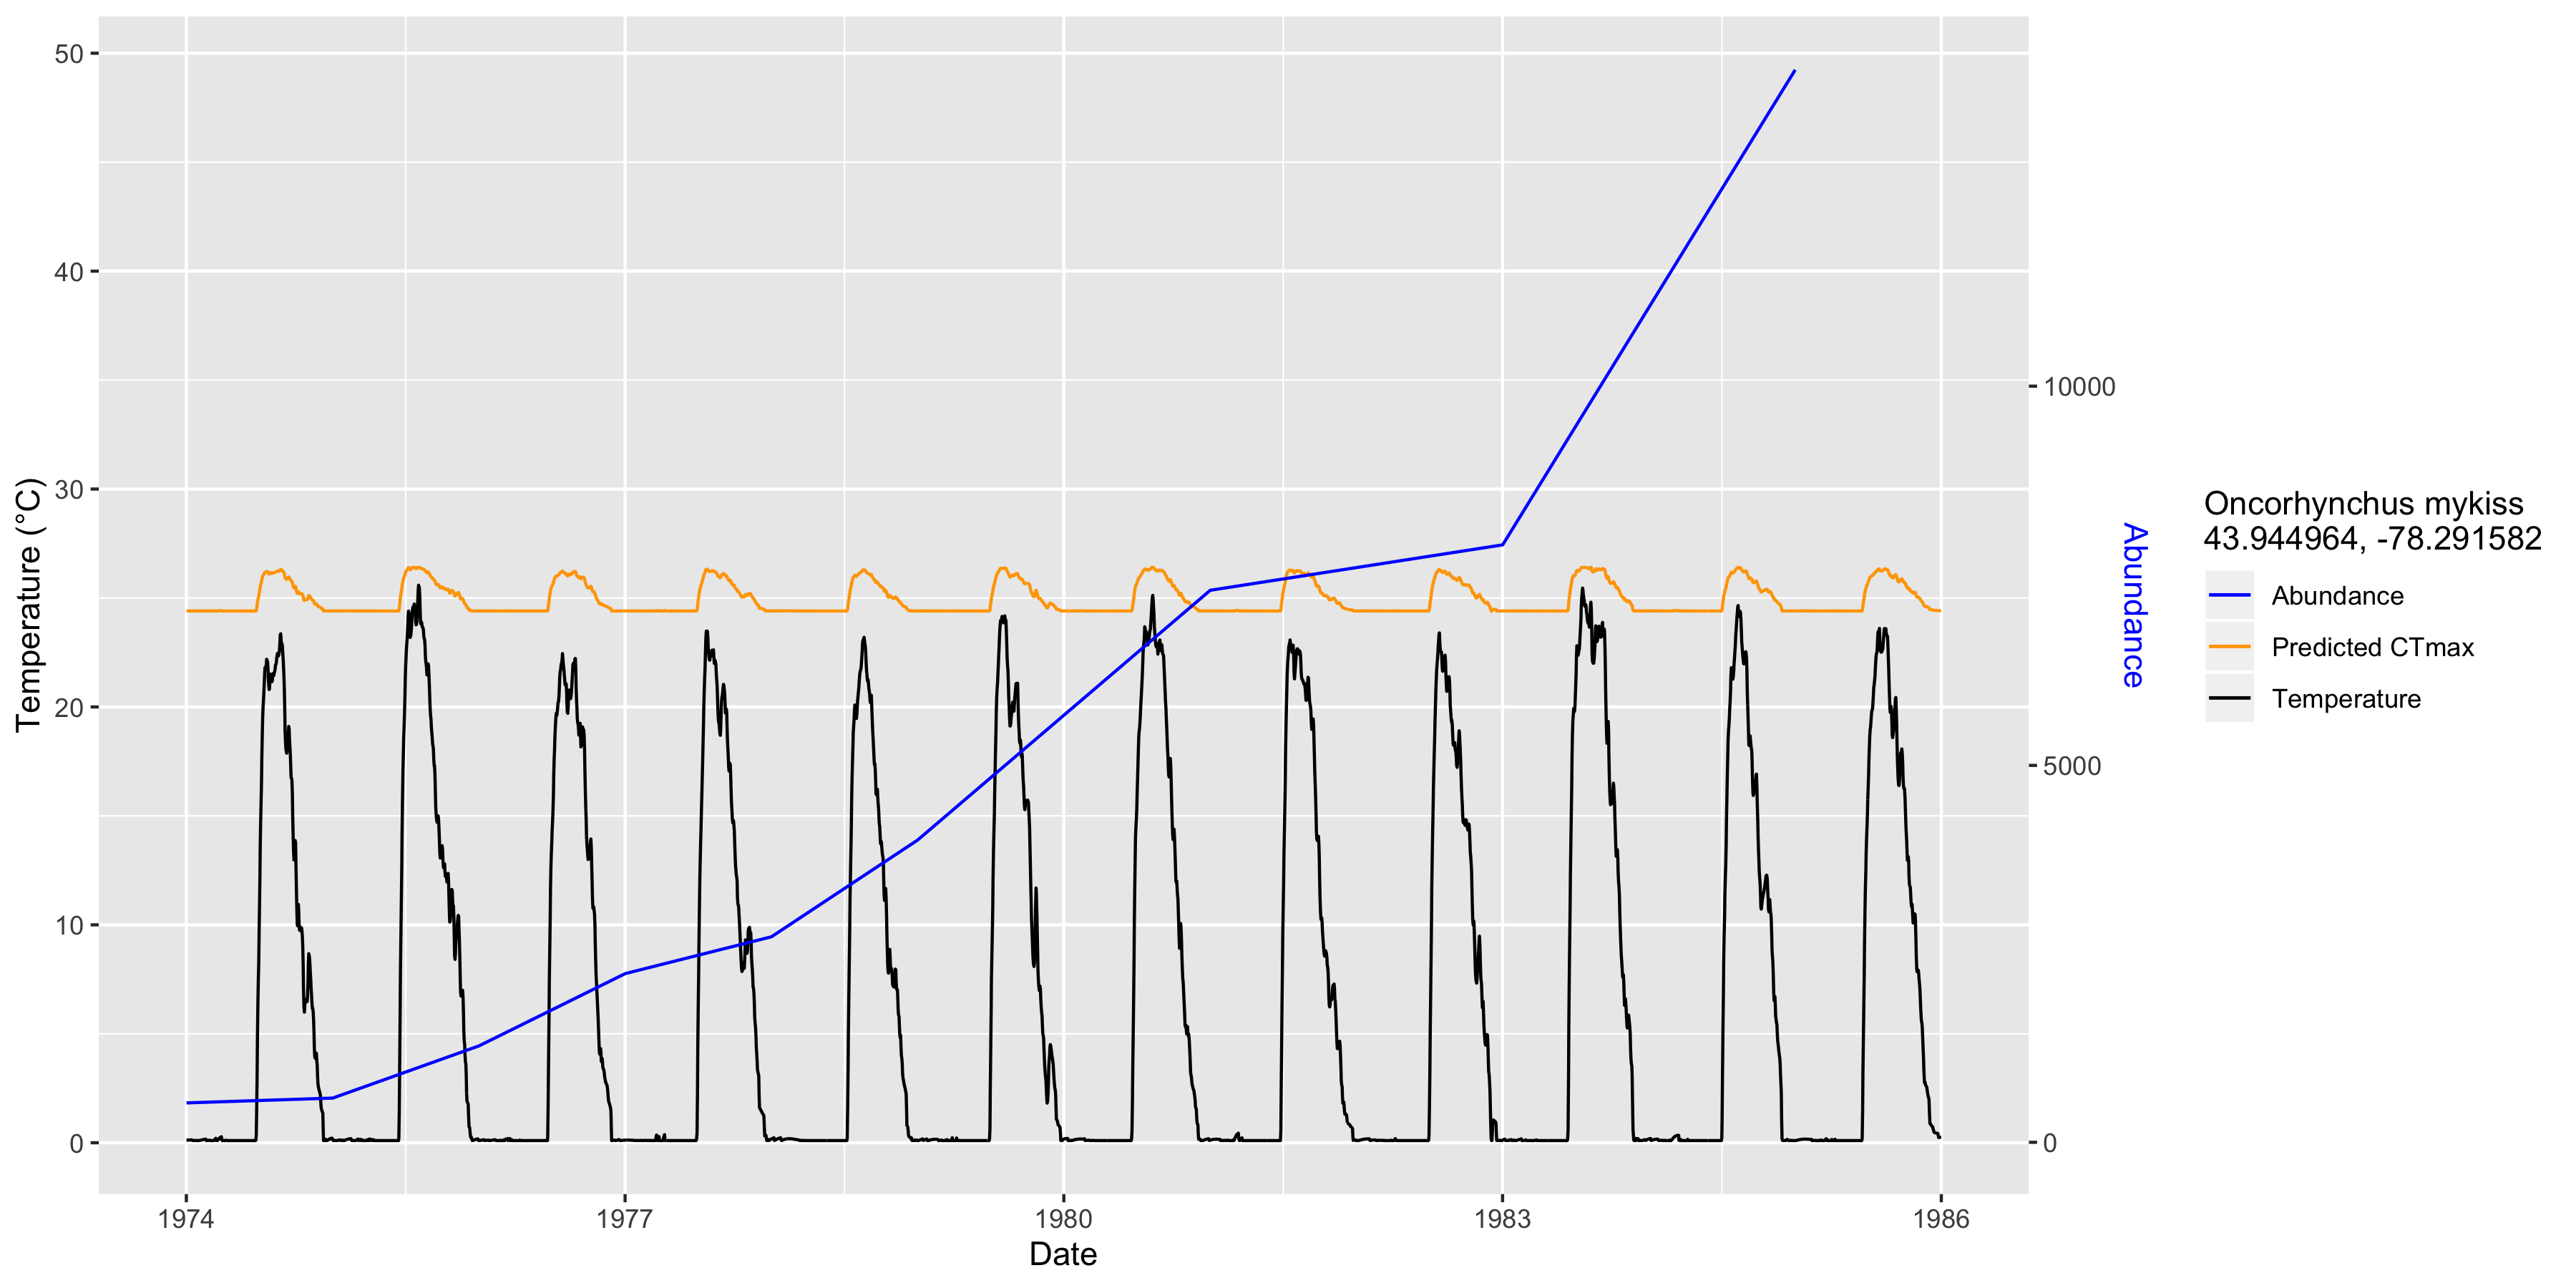 50
40
30
20
10
0
Temperature (°C)
1974
1977
1980
1983
1986
Date
10000
5000
0
Abundance
Oncorhynchus mykiss
43.944964, -78.291582
Abundance
Predicted CTmax
Temperature